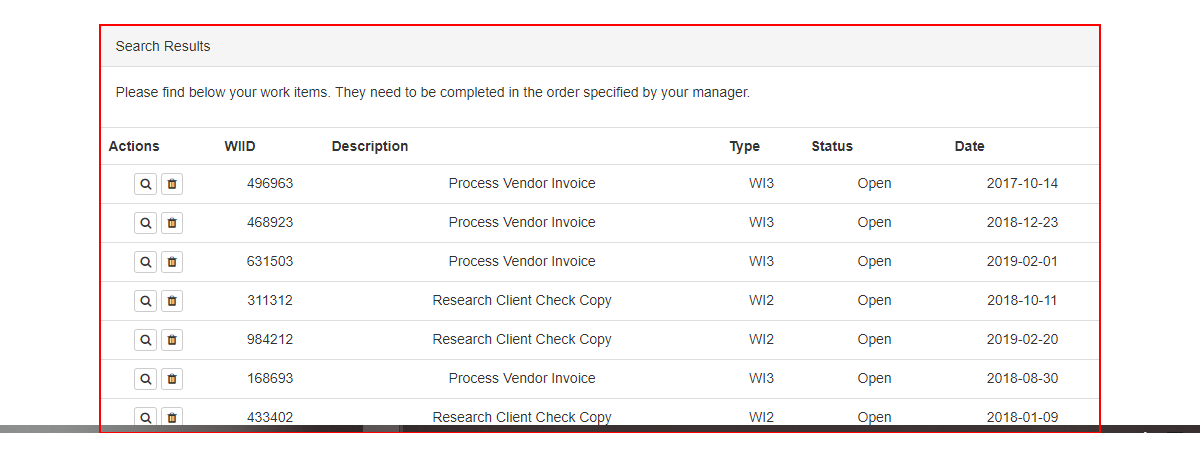 Search Results
Please find below your work items. They need to be completed in the order specified by your manager.
Actions WIID Description Type Status Date
496963 Process Vendor Invoice WI3 Open 2017-10-14
468923 Process Vendor Invoice WI3 Open 2018-12-23
631503 Process Vendor Invoice WI3 Open 2019-02-01
311312 Research Client Check Copy WI2 Open 2018-10-11
984212 Research Client Check Copy WI2 Open 2019-02-20
168693 Process Vendor Invoice WI3 Open 2018-08-30
433402 Research Client Check Copy WI2 Open 2018-01-09